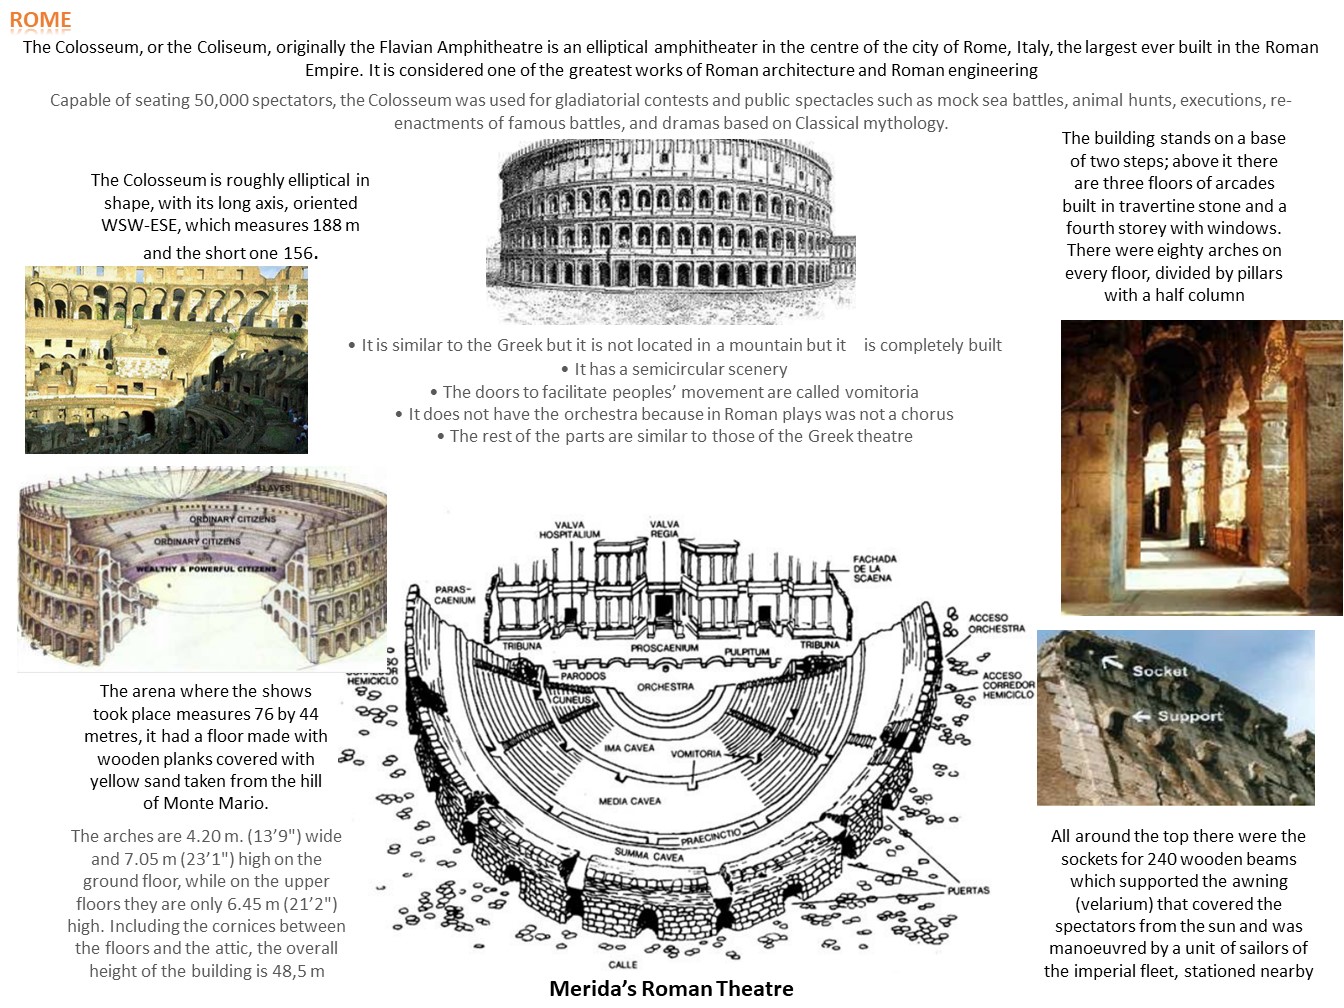 ROME
The Colosseum, or the Coliseum, originally the Flavian Amphitheatre is an elliptical amphitheater in the centre of the city of Rome, Italy, the largest ever built in the Roman
Empire. It is considered one of the greatest works of Roman architecture and Roman engineering
Capable of seating 50,000 spectators, the Colosseum was used for gladiatorial contests and public spectacles such as mock sea battles, animal hunts, executions, re-
enactments of famous battles, and dramas based on Classical mythology.
The Colosseum is roughly elliptical in
shape, with its long axis, oriented
WSW-ESE, which measures 188 m
and the short one 156.
The building stands on a base
of two steps; above it there
are three floors of arcades
built in travertine stone and a
fourth storey with windows.
There were eighty arches on
every floor, divided by pillars
with a half column
• It is similar to the Greek but it is not located in a mountain but it is completely built
• It has a semicircular scenery
• The doors to facilitate peoples’ movement are called vomitoria
• It does not have the orchestra because in Roman plays was not a chorus
• The rest of the parts are similar to those of the Greek theatre
SLAVES
ORDINARY CITIZENS
ORDINARY CITIZENS
WEALTHY & POWERFUL CITIZENS
The arena where the shows
took place measures 76 by 44
metres, it had a floor made with
wooden planks covered with
yellow sand taken from the hill
of Monte Mario.
The arches are 4.20 m. (13’9") wide
and 7.05 m (23’1") high on the
ground floor, while on the upper
floors they are only 6.45 m (21’2")
high. Including the cornices between
the floors and the attic, the overall
height of the building is 48,5 m
VALVA
HOSPITALIUM
VALVA
REGIA
FACHADA
DE LA
SCAENA
PARAS-
CAENIUM
ACCESO
ORCHESTRA
TRIBUNA
PROSCAENIUM
PULPITUM
TRIBUNA
PARODOS
ORCHESTRA
CUNEUS
HEMICICLO
ACCESO
CORREDOR
HEMICICLO
IMA CAVEA
VOMITORIA
MEDIA CAVEA
PRAECINCTIO
SUMMA CAVEA
PUERTAS
CALLE
Merida’s Roman Theatre
Socket
Support
All around the top there were the
sockets for 240 wooden beams
which supported the awning
(velarium) that covered the
spectators from the sun and was
manoeuvred by a unit of sailors of
the imperial fleet, stationed nearby